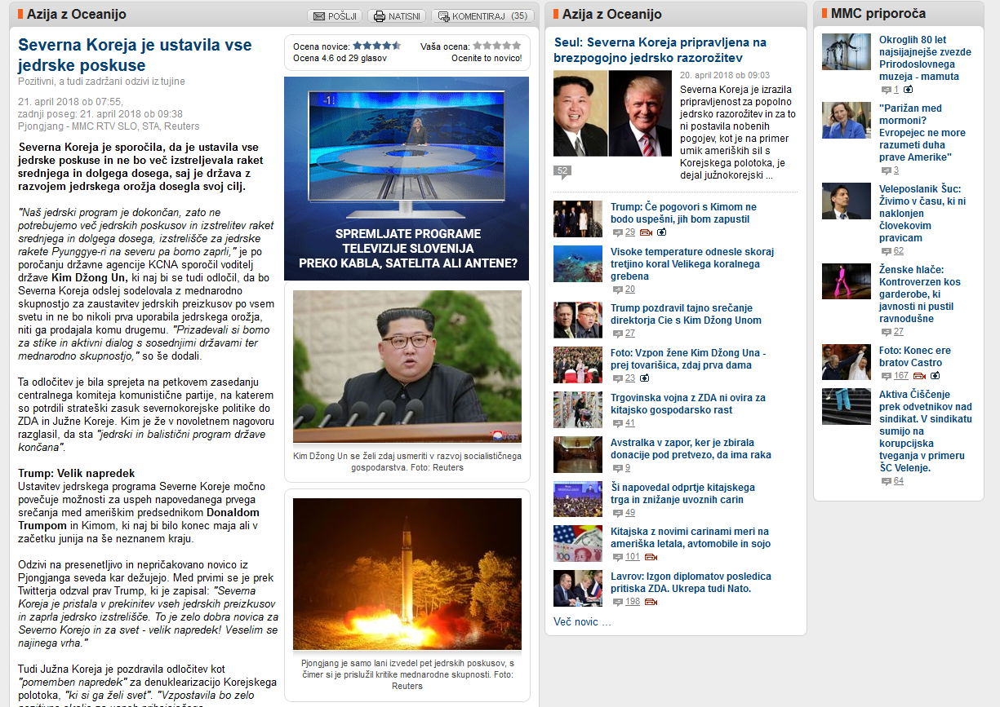 Azija z Oceanijo
POŠLJI
NATISNI
KOMENTIRAJ (35)
Severna Koreja je ustavila vse
jedrske poskuse
Pozitivni, a tudi zadržani odzivi iz tujine
21. april 2018 ob 07:55,
zadnji poseg: 21. april 2018 ob 09:38
Pjongjang - MMC RTV SLO, STA, Reuters
Severna Koreja je sporočila, da je ustavila vse
jedrske poskuse in ne bo več izstreljevala raket
srednjega in dolgega dosega, saj je država z
razvojem jedrskega orožja dosegla svoj cilj.
"Naš jedrski program je dokončan, zato ne
potrebujemo več jedrskih poskusov in izstrelitev raket
srednjega in dolgega dosega, izstrelišče za jedrske
rakete Pyunggye-ri na severu pa bomo zaprli," je po
poročanju državne agencije KCNA sporočil voditelj
države Kim Džong Un, ki naj bi se tudi odločil, da bo
Severna Koreja odslej sodelovala z mednarodno
skupnostjo za zaustavitev jedrskih preizkusov po vsem
svetu in ne bo nikoli prva uporabila jedrskega orožja,
niti ga prodajala komu drugemu. "Prizadevali si bomo
za stike in aktivni dialog s sosednjimi državami ter
mednarodno skupnostjo," so še dodali.
Ta odločitev je bila sprejeta na petkovem zasedanju
centralnega komiteja komunistične partije, na katerem
so potrdili strateški zasuk severnokorejske politike do
ZDA in Južne Koreje. Kim je že v novoletnem nagovoru
razglasil, da sta "jedrski in balistični program države
končana".
Trump: Velik napredek
Ustavitev jedrskega programa Severne Koreje močno
povečuje možnosti za uspeh napovedanega prvega
srečanja med ameriškim predsednikom Donaldom
Trumpom in Kimom, ki naj bi bilo konec maja ali v
začetku junija na še neznanem kraju.
Odzivi na presenetljivo in nepričakovano novico iz
Pjongjanga seveda kar dežujejo. Med prvimi se je prek
Twitterja odzval prav Trump, ki je zapisal: "Severna
Koreja je pristala v prekinitev vseh jedrskih preizkusov
in zaprla jedrsko izstrelišče. To je zelo dobra novica za
Severno Korejo in za svet - velik napredek! Veselim se
najinega vrha."
Tudi Južna Koreja je pozdravila odločitev kot
"pomemben napredek" za denuklearizacijo Korejskega
polotoka, "ki si ga želi svet". "Vzpostavila bo zelo
pozitivno okolje za uspeh prihajajočega
Ocena novice:
Vaša ocena:
Ocena 4.6 od 29 glasov
Ocenite to novico!
SPREMLJATE PROGRAME
TELEVIZIJE SLOVENIJA
PREKO KABLA, SATELITA ALI ANTENE?
Kim Džong Un se želi zdaj usmeriti v razvoj socialističnega
gospodarstva. Foto: Reuters
Pjongjang je samo lani izvedel pet jedrskih poskusov, s
čimer si je prislužil kritike mednarodne skupnosti. Foto:
Reuters
Azija z Oceanijo
Seul: Severna Koreja pripravljena na
brezpogojno jedrsko razorožitev
20. april 2018 ob 09:03
Severna Koreja je izrazila
pripravljenost za popolno
jedrsko razorožitev in za to
ni postavila nobenih
pogojev, kot je na primer
umik ameriških sil s
Korejskega polotoka, je
dejal južnokorejski ...
52
Trump: Če pogovori s Kimom ne
bodo uspešni, jih bom zapustil
29
Visoke temperature odnesle skoraj
tretjino koral Velikega koralnega
grebena
20
Trump pozdravil tajno srečanje
direktorja Cie s Kim Džong Unom
27
Foto: Vzpon žene Kim Džong Una -
prej tovarišica, zdaj prva dama
23
Trgovinska vojna z ZDA ni ovira za
kitajsko gospodarsko rast
41
Avstralka v zapor, ker je zbirala
donacije pod pretvezo, da ima raka
9
Ši napovedal odprtje kitajskega
trga in znižanje uvoznih carin
49
Kitajska z novimi carinami meri na
ameriška letala, avtomobile in sojo
101
Lavrov: Izgon diplomatov posledica
pritiska ZDA. Ukrepa tudi Nato.
198
Več novic ...
MMC priporoča
Okroglih 80 let
najsijajnejše zvezde
Prirodoslovnega
muzeja - mamuta
1
"Parižan med
mormoni?
Evropejec ne more
razumeti duha
prave Amerike"
3
Veleposlanik Šuc:
Živimo v času, ki ni
naklonjen
človekovim
pravicam
62
Ženske hlače:
Kontroverzen kos
garderobe, ki
javnosti ni pustil
ravnodušne
27
Foto: Konec ere
bratov Castro
167
Aktiva Čiščenje
prek odvetnikov nad
sindikat. V sindikatu
sumijo na
korupcijska
tveganja v primeru
ŠC Velenje.
64